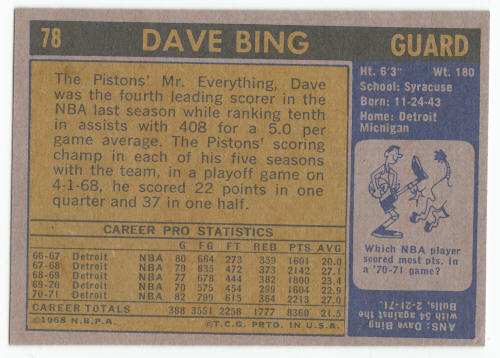 78 DAVE BING GUARD
The Pistons' Mr. Everything, Dave
was the fourth leading scorer in the
NBA last season while ranking tenth
in assists with 408 for a 5.0 per
game average. The Pistons' scoring
champ in each of his five seasons
with the team, in a playoff game on
4-1-68, he scored 22 points in one
quarter and 37 in one half.
Ht. 6'3" Wt. 180
School: Syracuse
Born: 11-24-43
Home: Detroit
Micnigan
CAREER PRO STATISTICS
G FG FT REB PTS AVG
66-67 Detroit NBA 80 664 273 359 1601 20.0
67-68 Detroit NBA 79 835 472 373 2142 27.1
68-69 Detroit NBA 77 678 444 382 1800 23.4
69-70 Detroit NBA 70 575 454 299 1604 22.9
70-71 Detroit NBA 82 799 615 364 2213 27.0
CAREER TOTALS 388 3551 2258 1777 8360 21.5
©1968 N.B.P.A. ©T.C.G. PRTD. IN U.S.A.
Which NBA player
scored most pts. in
a '70-71 game?
ANS: Dave Bing
with 54 against the
Bulls, 2-21-71.